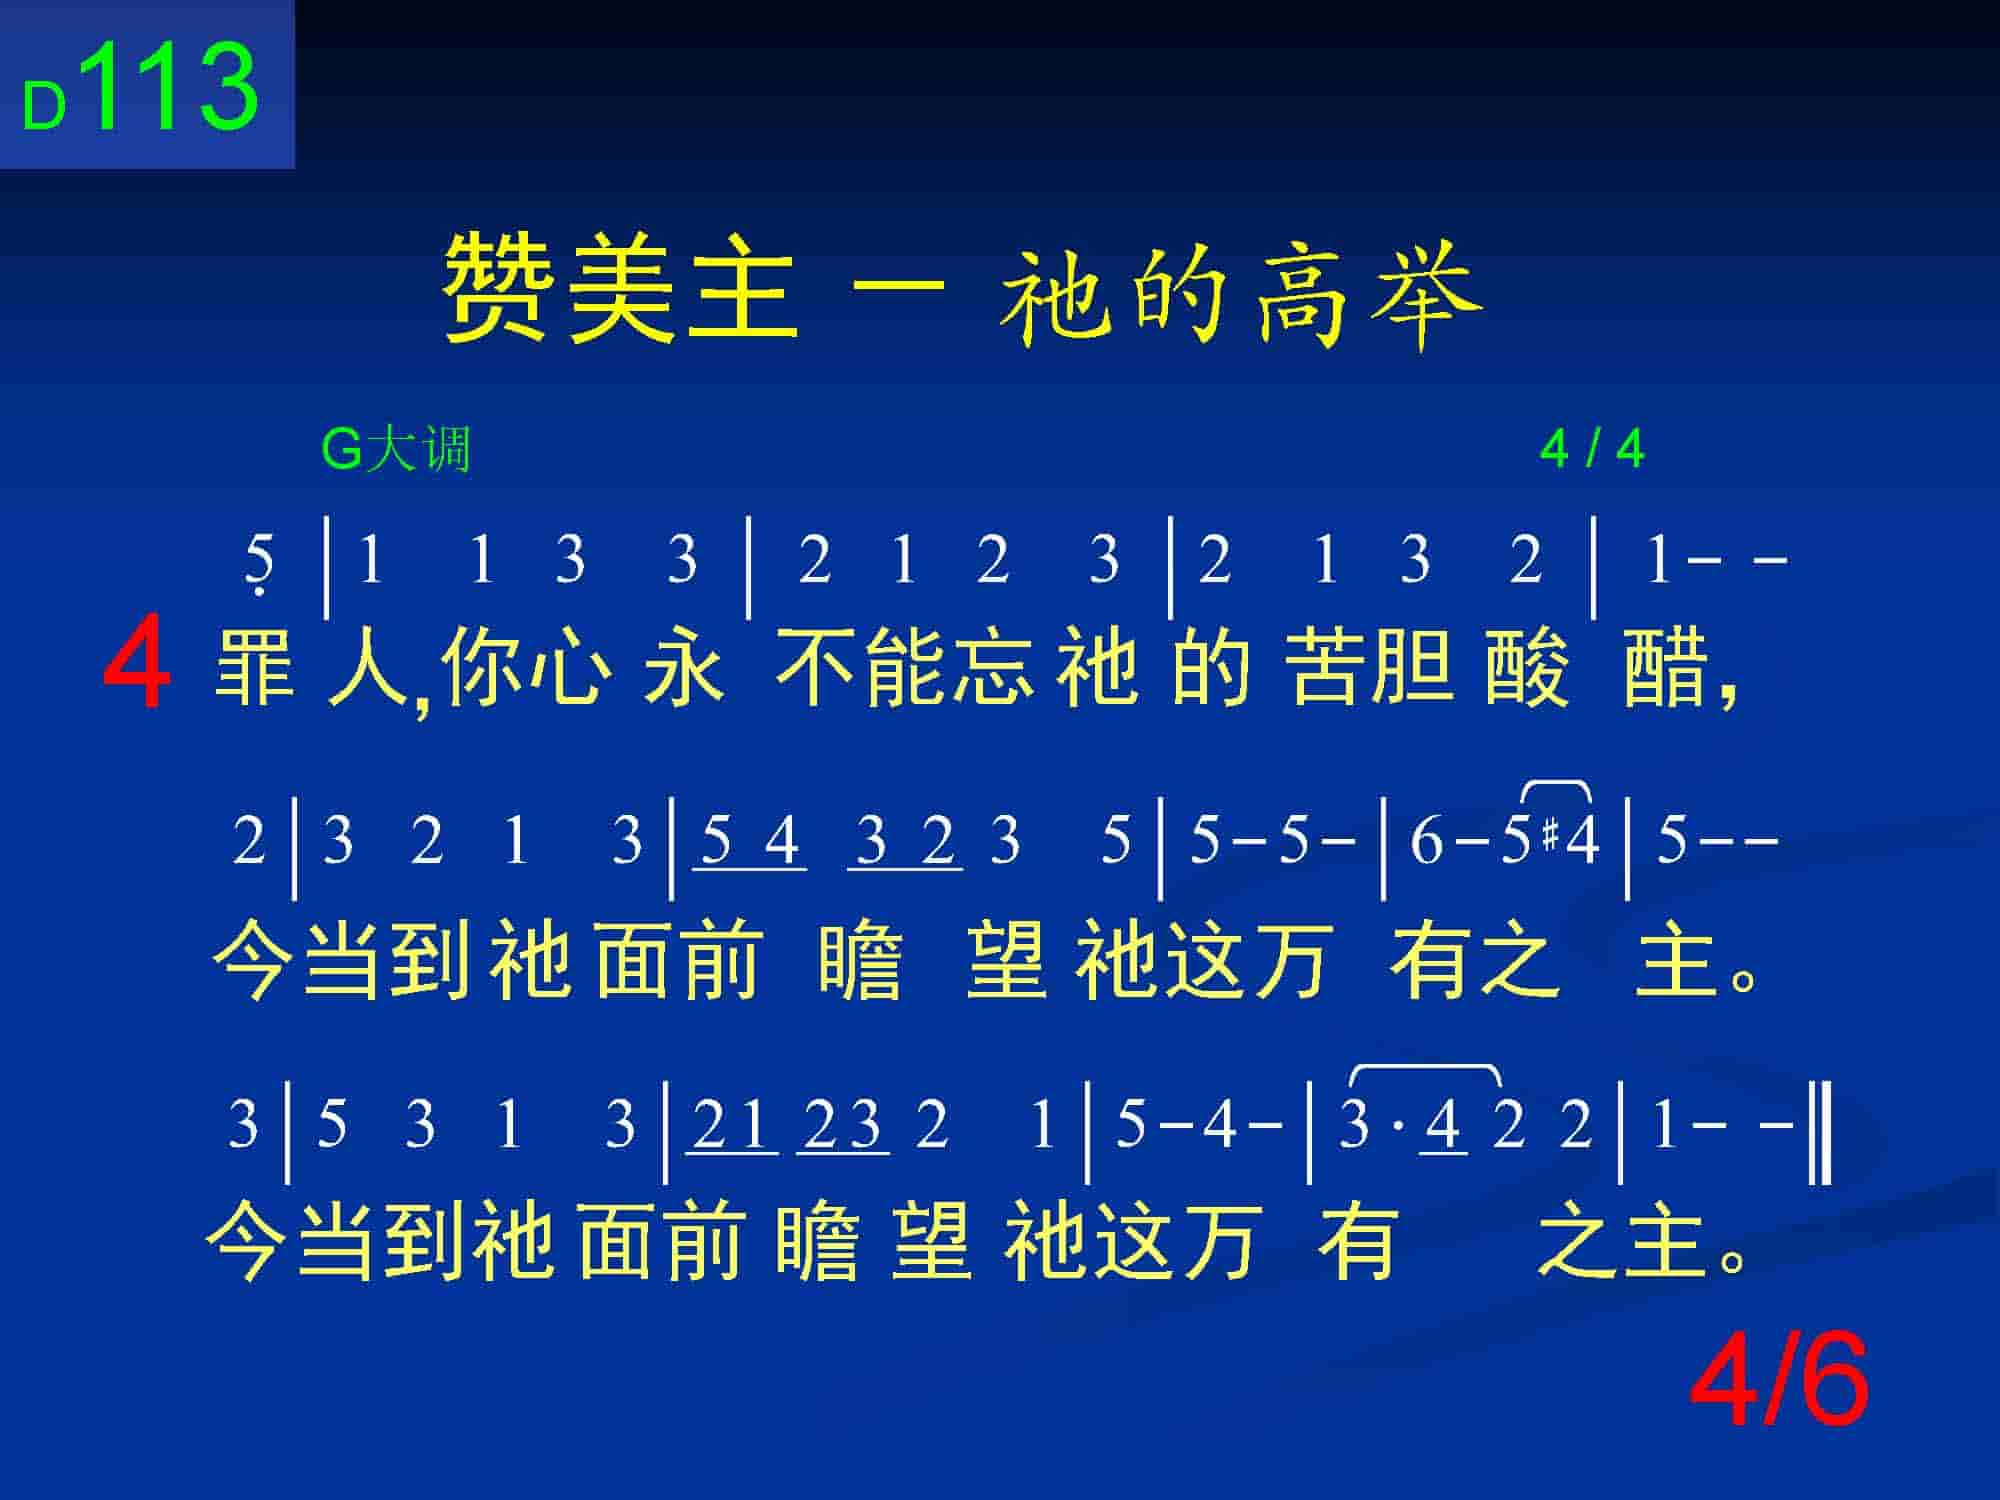 D113
赞美主 － 祂的高举
G大调 4 / 4
5̣ | 1 1 3 3 | 2 1 2 3 | 2 1 3 2 | 1 - -
4 罪人,你心永不能忘祂的苦胆酸醋,
2 | 3 2 1 3 | 5 4 3 2 3 5 | 5 - 5 - | 6 - 5 #4 | 5 - -
今当到祂面前瞻望祂这万有之主。
3 | 5 3 1 3 | 2 1 2 3 2 1 | 5 - 4 - | 3 · 4 2 2 | 1 - - ‖
今当到祂面前瞻望祂这万有之主。
4/6